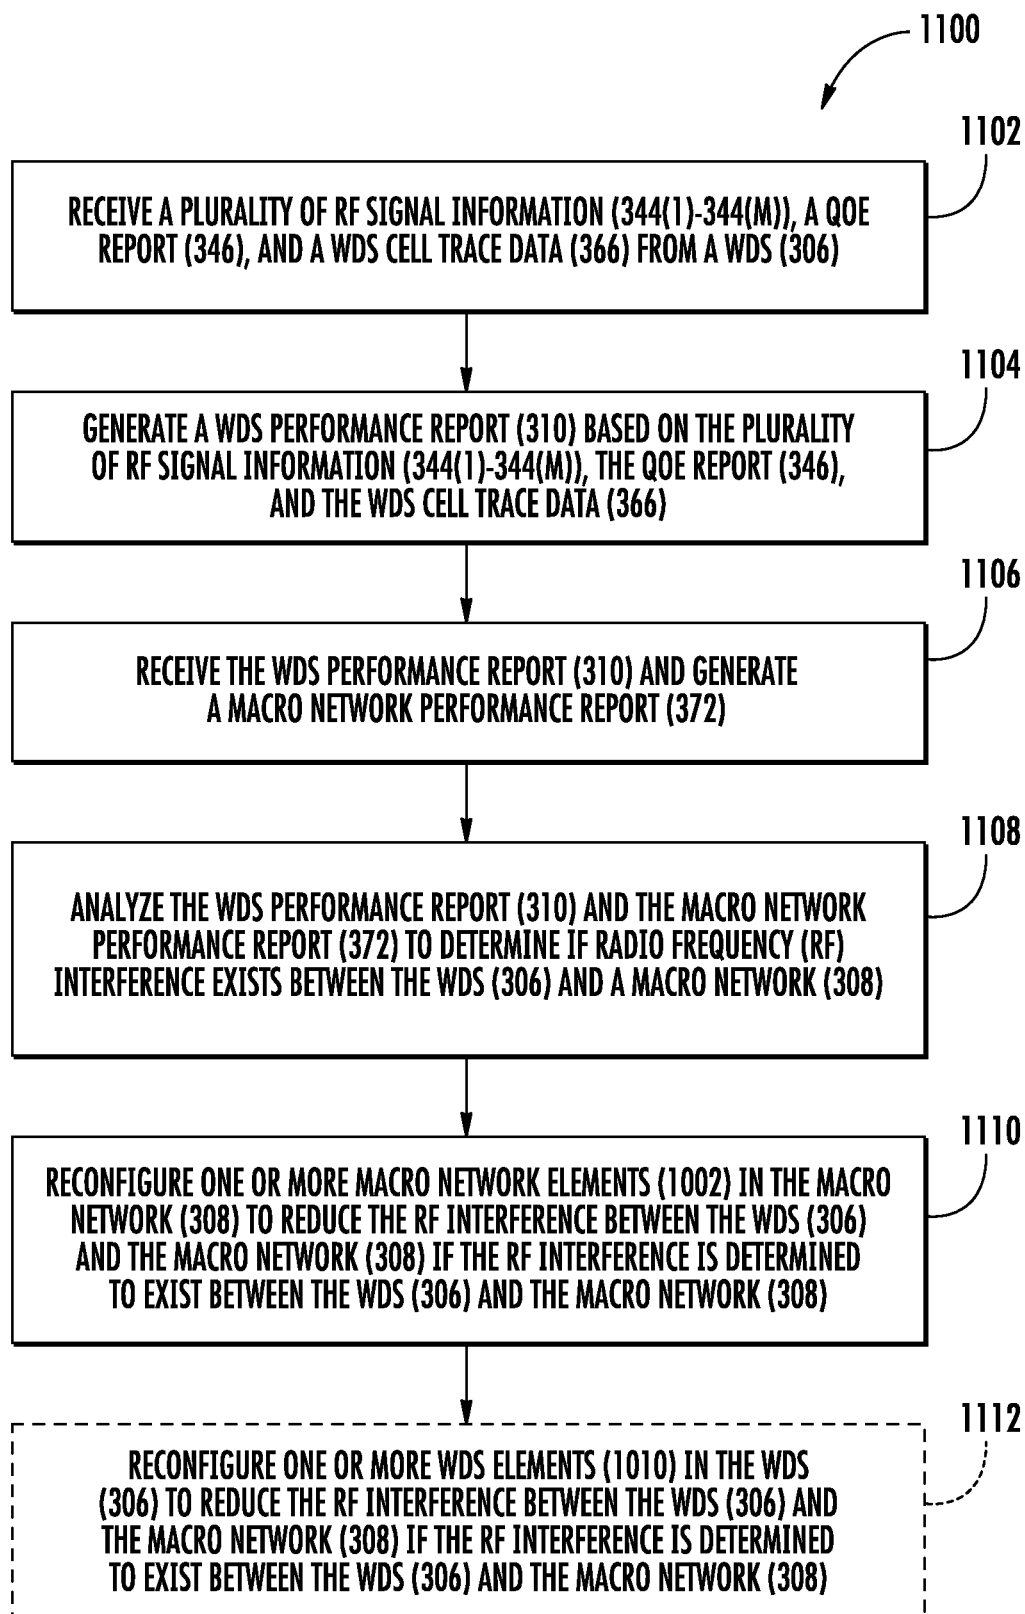 1100
1102
RECEIVE A PLURALITY OF RF SIGNAL INFORMATION (344(1)-344(M)), A QOE
REPORT (346), AND A WDS CELL TRACE DATA (366) FROM A WDS (306)
1104
GENERATE A WDS PERFORMANCE REPORT (310) BASED ON THE PLURALITY
OF RF SIGNAL INFORMATION (344(1)-344(M)), THE QOE REPORT (346),
AND THE WDS CELL TRACE DATA (366)
1106
RECEIVE THE WDS PERFORMANCE REPORT (310) AND GENERATE
A MACRO NETWORK PERFORMANCE REPORT (372)
1108
ANALYZE THE WDS PERFORMANCE REPORT (310) AND THE MACRO NETWORK
PERFORMANCE REPORT (372) TO DETERMINE IF RADIO FREQUENCY (RF)
INTERFERENCE EXISTS BETWEEN THE WDS (306) AND A MACRO NETWORK (308)
1110
RECONFIGURE ONE OR MORE MACRO NETWORK ELEMENTS (1002) IN THE MACRO
NETWORK (308) TO REDUCE THE RF INTERFERENCE BETWEEN THE WDS (306)
AND THE MACRO NETWORK (308) IF THE RF INTERFERENCE IS DETERMINED
TO EXIST BETWEEN THE WDS (306) AND THE MACRO NETWORK (308)
1112
RECONFIGURE ONE OR MORE WDS ELEMENTS (1010) IN THE WDS
(306) TO REDUCE THE RF INTERFERENCE BETWEEN THE WDS (306) AND
THE MACRO NETWORK (308) IF THE RF INTERFERENCE IS DETERMINED
TO EXIST BETWEEN THE WDS (306) AND THE MACRO NETWORK (308)